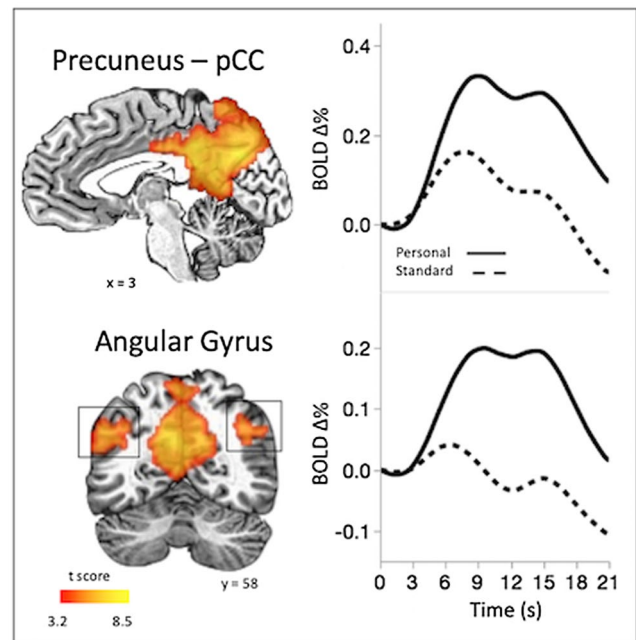 Precuneus – pCC
x = 3
BOLD Δ%
0.4
0.2
0.0
Personal
Standard
Angular Gyrus
t score
3.2 8.5
y = 58
BOLD Δ%
0.2
0.1
0.0
-0.1
0 3 6 9 12 15 18 21
Time (s)